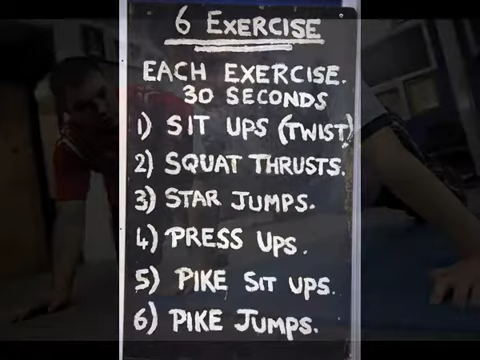 6 EXERCISE
EACH EXERCISE.
30 SECONDS
1) SIT UPS (TWIST)
2) SQUAT THRUSTS.
3) STAR JUMPS.
4) PRESS UPS.
5) PIKE SIT UPS.
6) PIKE JUMPS.